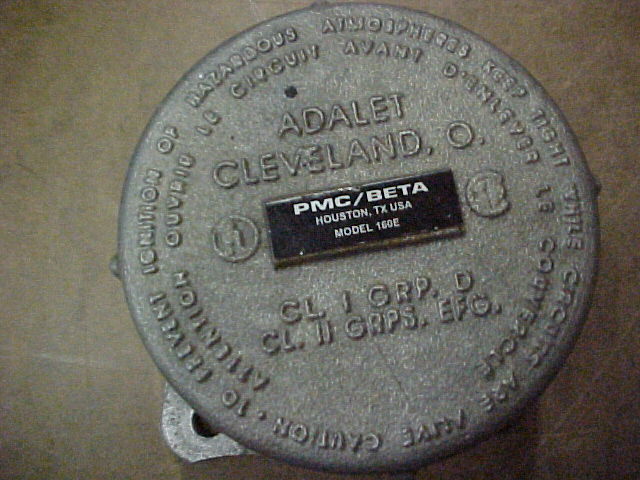 CAUTION • TO PREVENT IGNITION OF HAZARDOUS ATMOSPHERES KEEP TIGHT WHILE CIRCUITS ARE ALIVE
ATTENTION OUVRIR LE CIRCUIT AVANT D'ENLEVER LE COUVERCLE
ADALET
CLEVELAND, O.
PMC/BETA
HOUSTON, TX USA
MODEL 160E
CL. I GRP. D
CL. II GRPS. EFG.